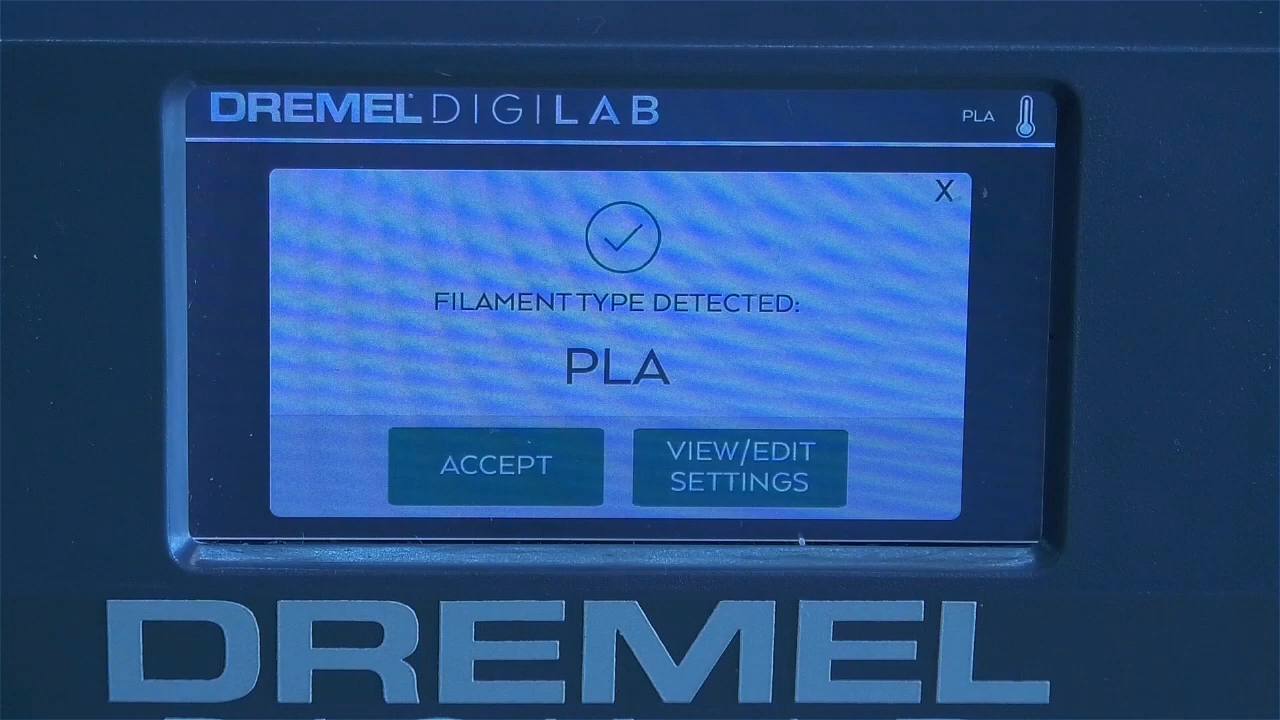 DREMEL DIGILAB
PLA
X
FILAMENT TYPE DETECTED:
PLA
ACCEPT
VIEW/EDIT
SETTINGS
DREMEL